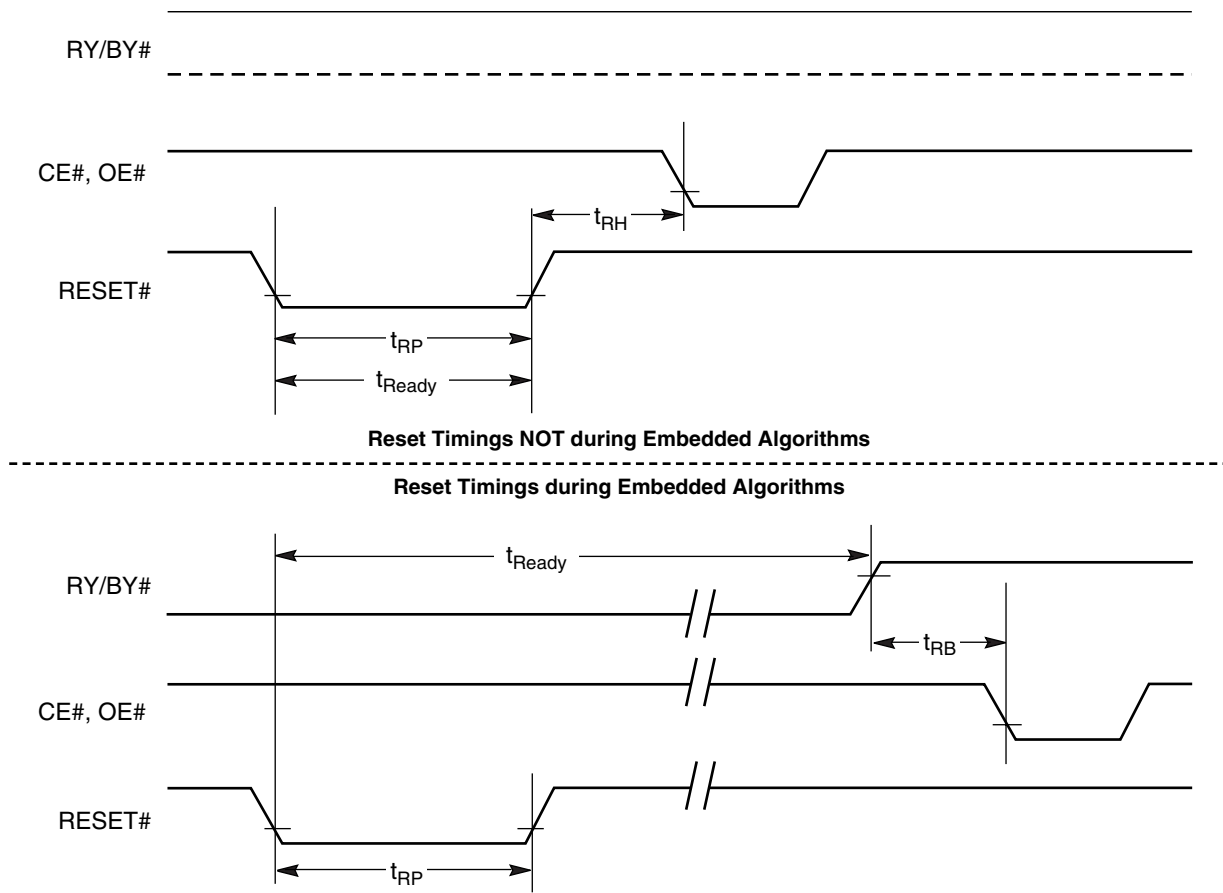 RY/BY#
CE#, OE#
tRH
RESET#
tRP
tReady
Reset Timings NOT during Embedded Algorithms
Reset Timings during Embedded Algorithms
tReady
RY/BY#
tRB
CE#, OE#
RESET#
tRP